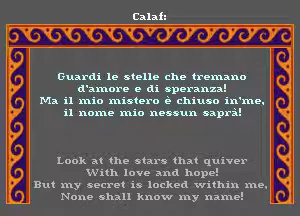 Calaf:
Guardi le stelle che tremano
d'amore e di speranza!
Ma il mio mistero è chiuso in'me,
il nome mio nessun saprà!
Look at the stars that quiver
With love and hope!
But my secret is locked within me,
None shall know my name!